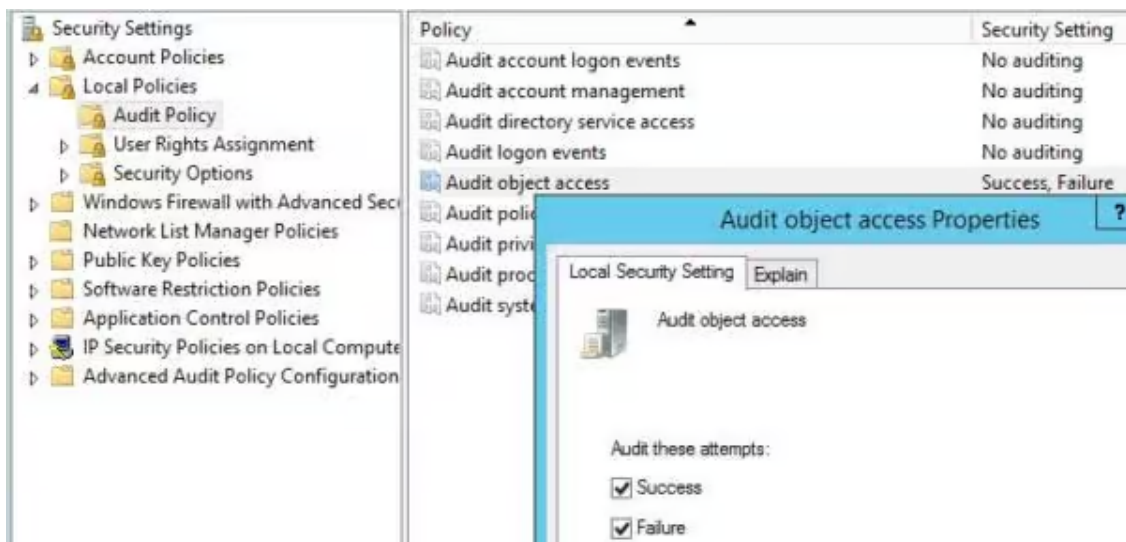 Security Settings
Account Policies
Local Policies
Audit Policy
User Rights Assignment
Security Options
Windows Firewall with Advanced Sec
Network List Manager Policies
Public Key Policies
Software Restriction Policies
Application Control Policies
IP Security Policies on Local Compute
Advanced Audit Policy Configuration
Policy Security Setting
Audit account logon events No auditing
Audit account management No auditing
Audit directory service access No auditing
Audit logon events No auditing
Audit object access Success, Failure
Audit polic
Audit privi
Audit proc
Audit syste
Audit object access Properties ?
Local Security Setting Explain
Audit object access
Audit these attempts:
Success
Failure